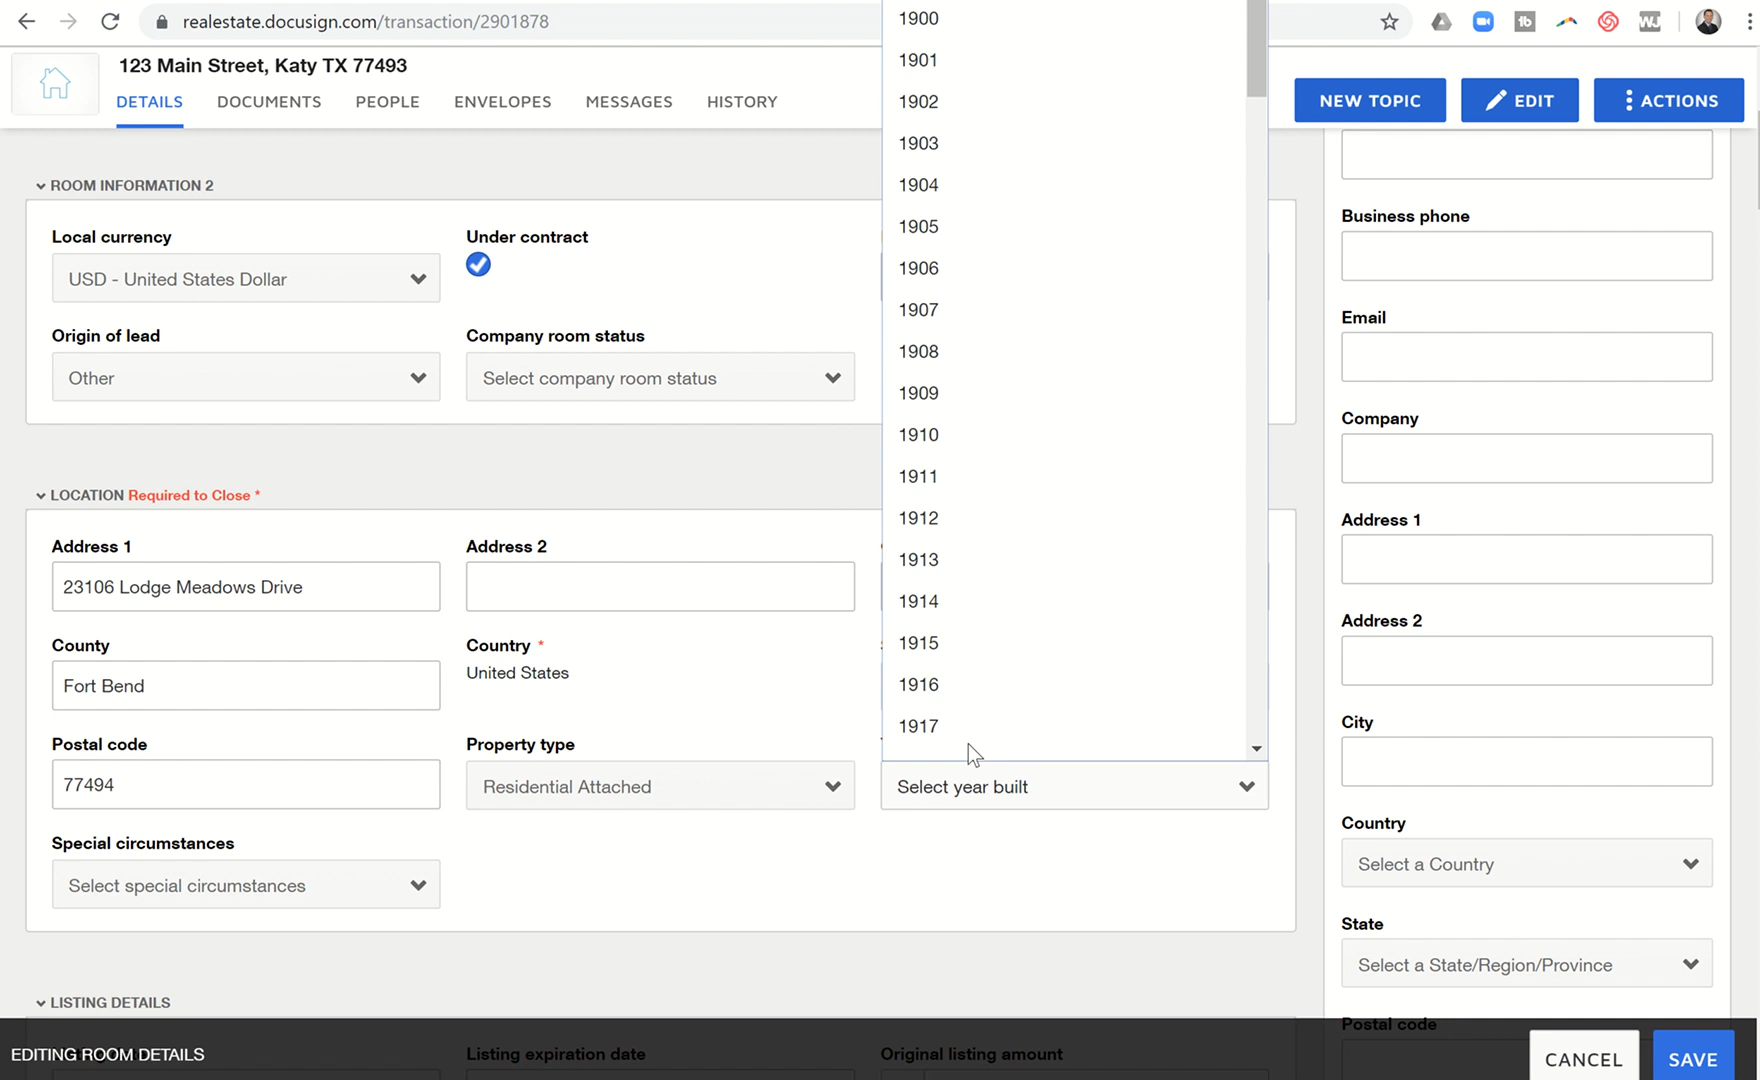 realestate.docusign.com/transaction/2901878
123 Main Street, Katy TX 77493
DETAILS
DOCUMENTS
PEOPLE
ENVELOPES
MESSAGES
HISTORY
NEW TOPIC
EDIT
ACTIONS
ROOM INFORMATION 2
Local currency
USD - United States Dollar
Under contract
Origin of lead
Other
Company room status
Select company room status
LOCATION Required to Close *
Address 1
23106 Lodge Meadows Drive
Address 2
County
Fort Bend
Country *
United States
Postal code
77494
Property type
Residential Attached
Select year built
Special circumstances
Select special circumstances
1900
1901
1902
1903
1904
1905
1906
1907
1908
1909
1910
1911
1912
1913
1914
1915
1916
1917
LISTING DETAILS
Listing expiration date
Original listing amount
Business phone
Email
Company
Address 1
Address 2
City
Country
Select a Country
State
Select a State/Region/Province
Postal code
EDITING ROOM DETAILS
CANCEL
SAVE